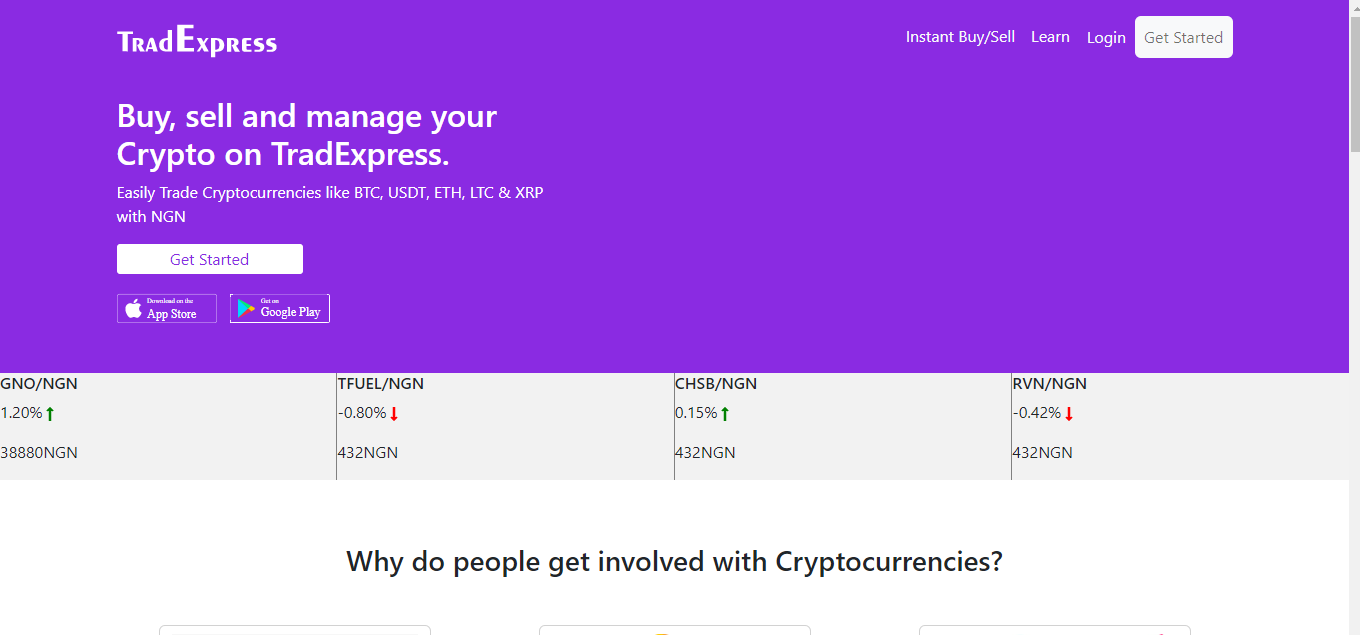 TradExpress
Instant Buy/Sell Learn Login Get Started
Buy, sell and manage your
Crypto on TradExpress.
Easily Trade Cryptocurrencies like BTC, USDT, ETH, LTC & XRP
with NGN
Get Started
Download on the
App Store
Get on
Google Play
GNO/NGN
1.20%
38880NGN
TFUEL/NGN
-0.80%
432NGN
CHSB/NGN
0.15%
432NGN
RVN/NGN
-0.42%
432NGN
Why do people get involved with Cryptocurrencies?